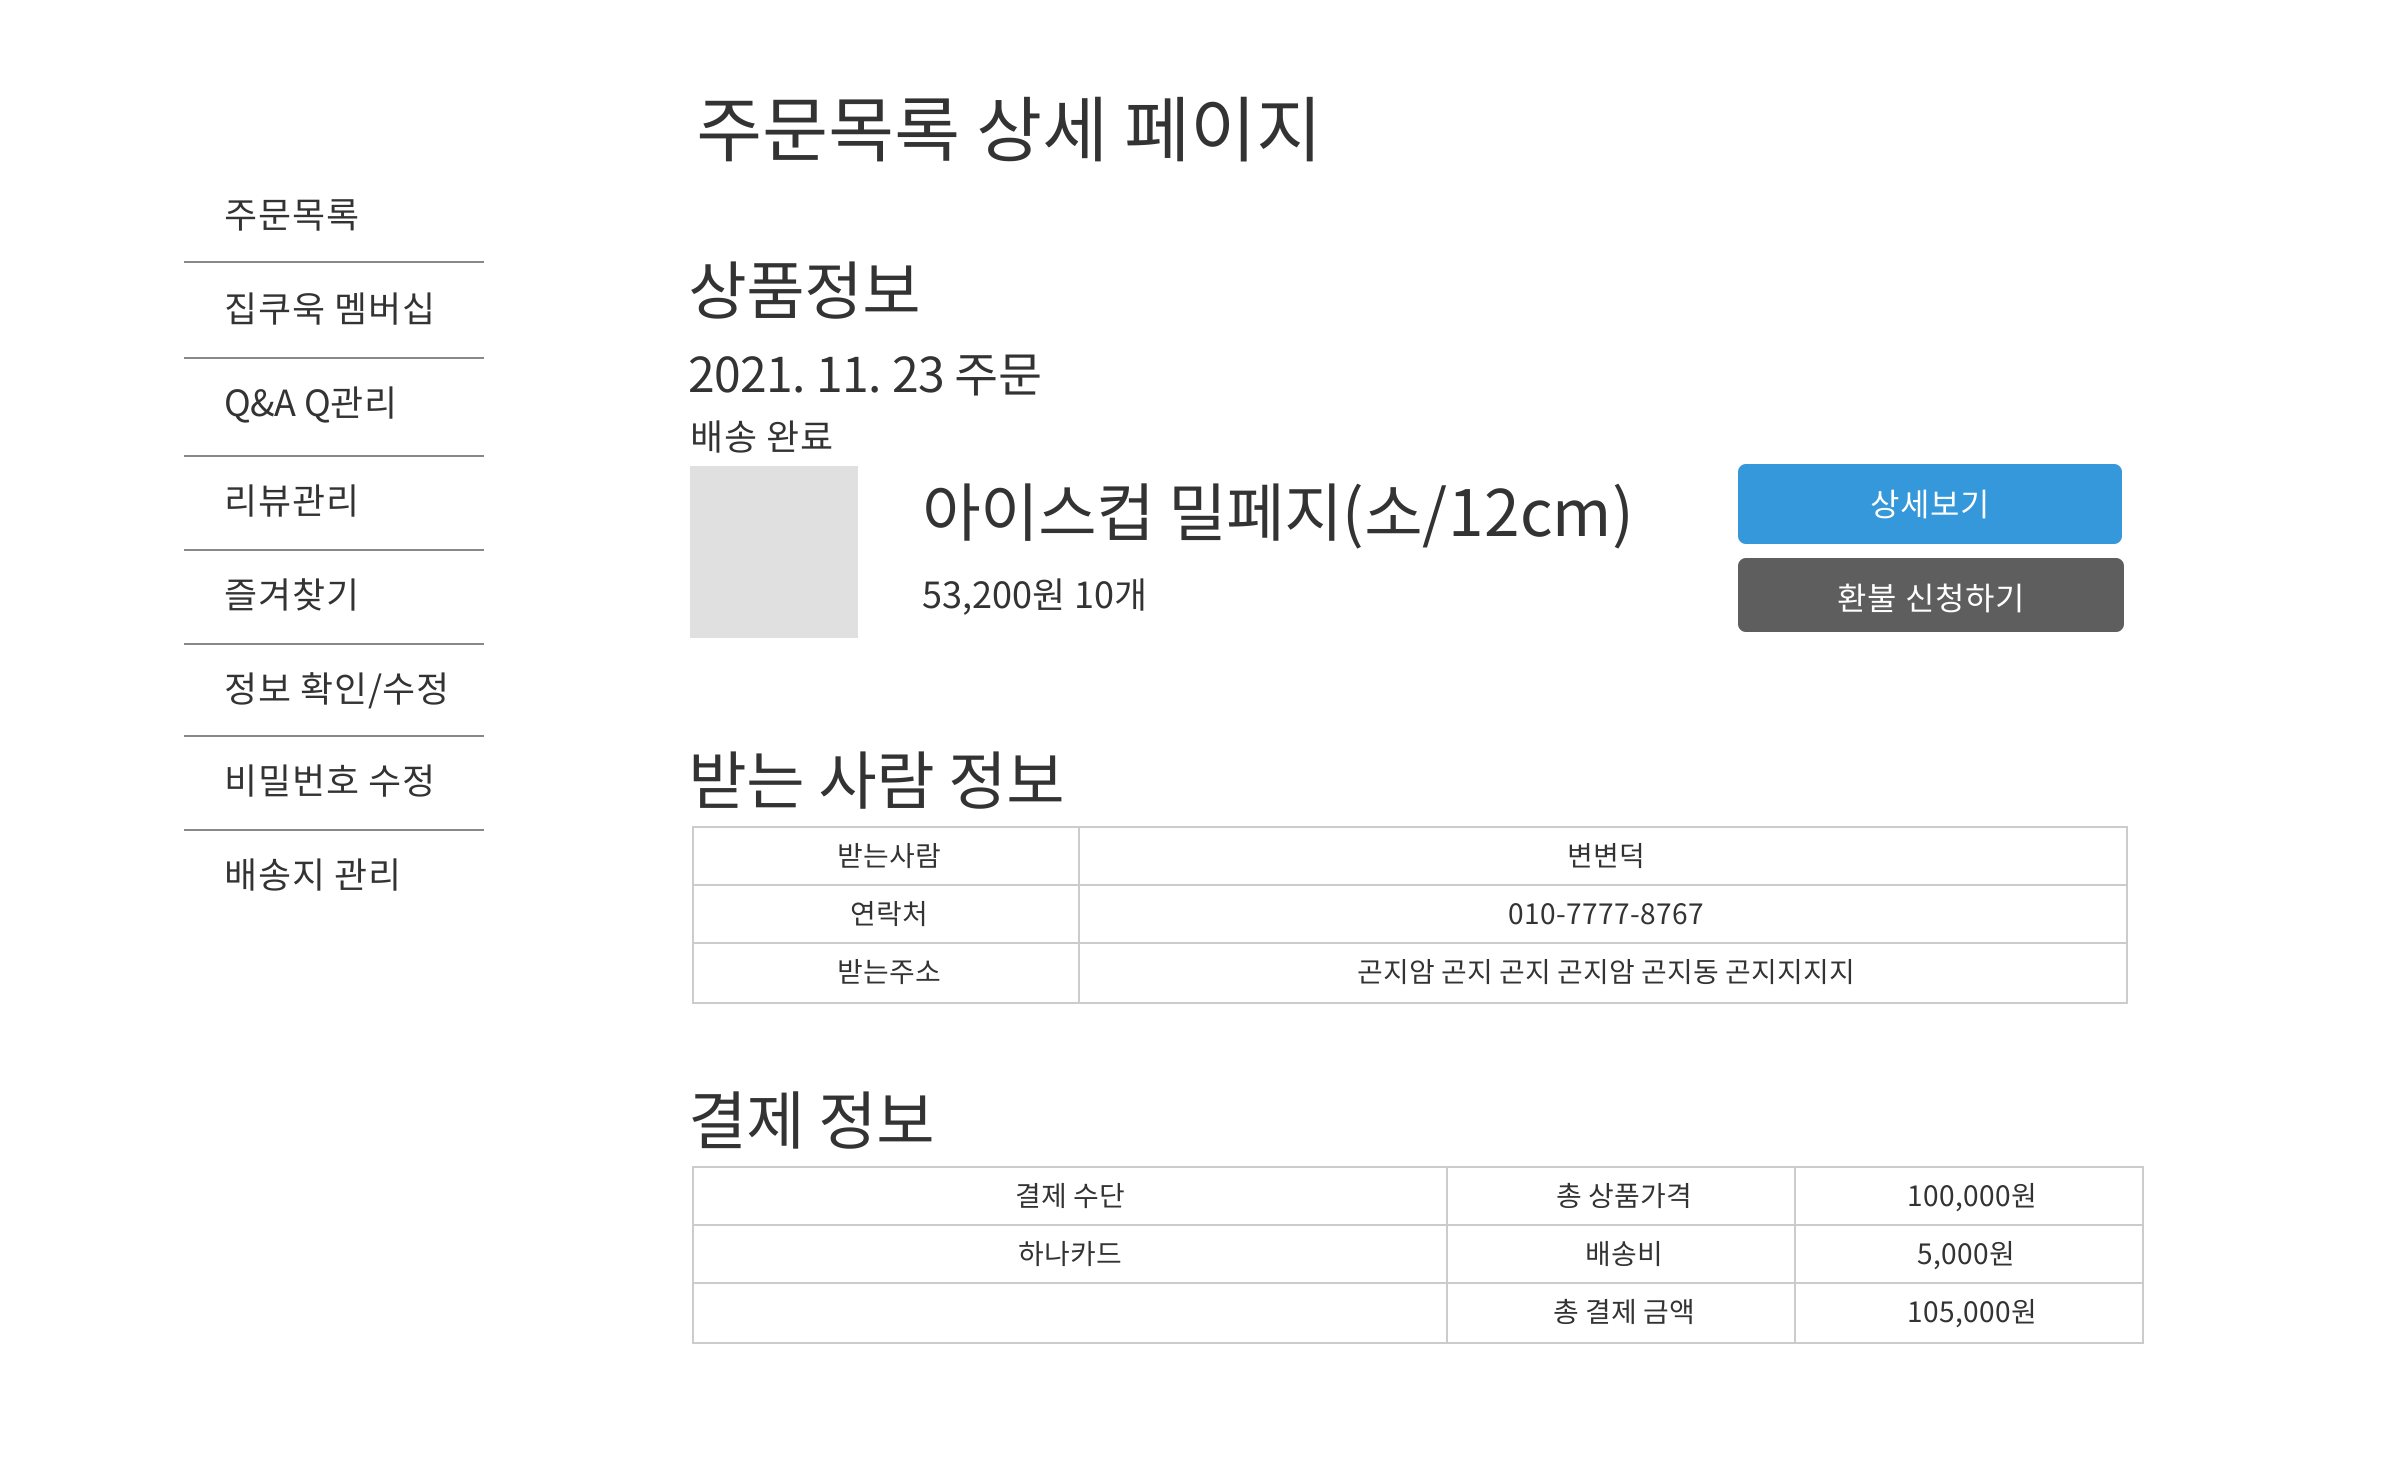 주문목록 상세 페이지
주문목록
집쿠욱 멤버십
Q&A Q관리
리뷰관리
즐겨찾기
정보 확인/수정
비밀번호 수정
배송지 관리
상품정보
2021. 11. 23 주문
배송 완료
아이스컵 밀페지(소/12cm)
53,200원 10개
상세보기
환불 신청하기
받는 사람 정보
받는사람 변변덕
연락처 010-7777-8767
받는주소 곤지암 곤지 곤지 곤지암 곤지동 곤지지지지
결제 정보
결제 수단 총 상품가격 100,000원
하나카드 배송비 5,000원
총 결제 금액 105,000원